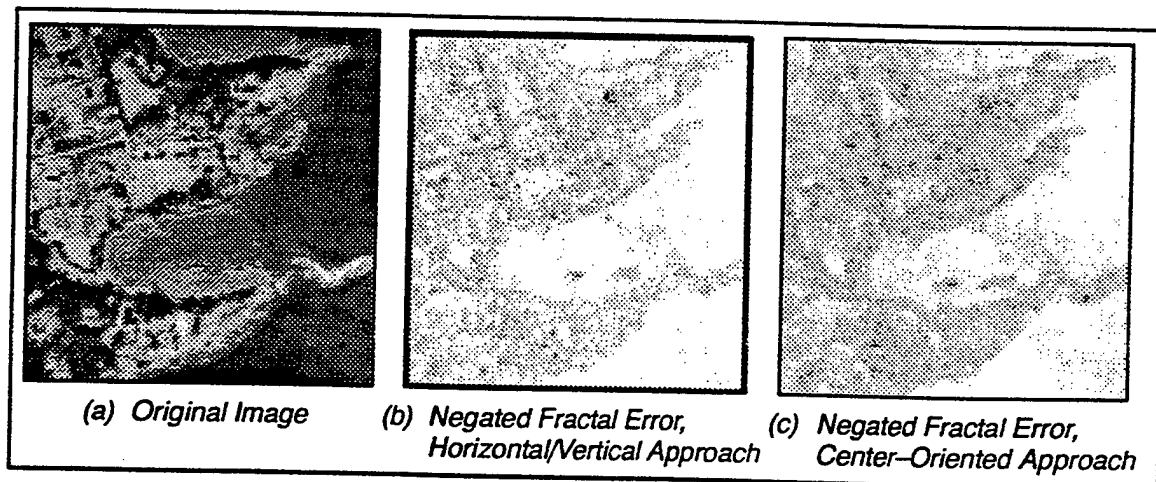 (a) Original Image
(b) Negated Fractal Error,
Horizontal/Vertical Approach
(c) Negated Fractal Error,
Center–Oriented Approach